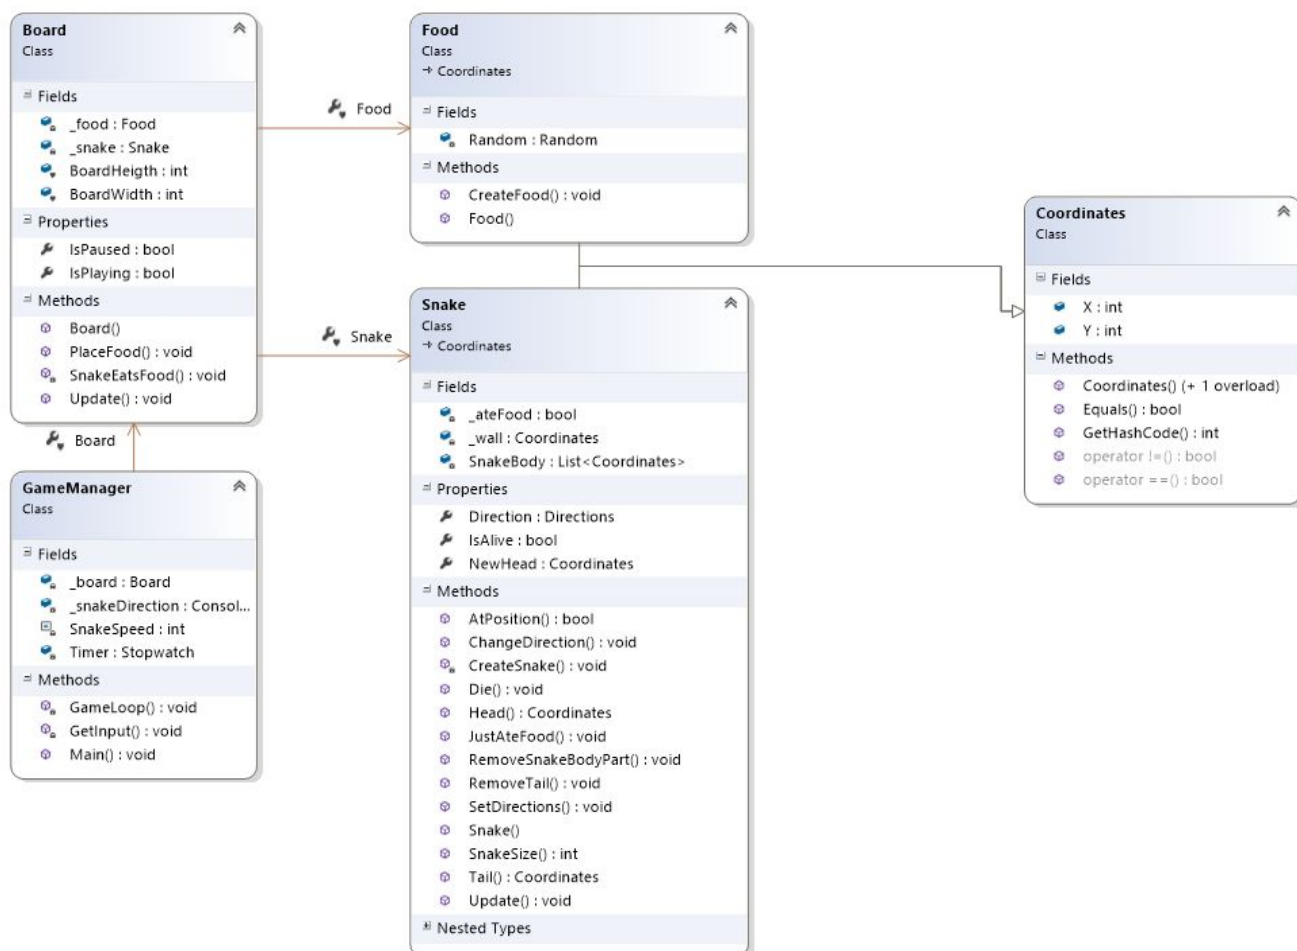 Board
Class
Fields
_food : Food
_snake : Snake
BoardHeigth : int
BoardWidth : int
Properties
IsPaused : bool
IsPlaying : bool
Methods
Board()
PlaceFood() : void
SnakeEatsFood() : void
Update() : void
Food
Snake
Board
GameManager
Class
Fields
_board : Board
_snakeDirection : Consol...
SnakeSpeed : int
Timer : Stopwatch
Methods
GameLoop() : void
GetInput() : void
Main() : void
Food
Class
Coordinates
Fields
Random : Random
Methods
CreateFood() : void
Food()
Snake
Class
Coordinates
Fields
_ateFood : bool
_wall : Coordinates
SnakeBody : List<Coordinates>
Properties
Direction : Directions
IsAlive : bool
NewHead : Coordinates
Methods
AtPosition() : bool
ChangeDirection() : void
CreateSnake() : void
Die() : void
Head() : Coordinates
JustAteFood() : void
RemoveSnakeBodyPart() : void
RemoveTail() : void
SetDirections() : void
Snake()
SnakeSize() : int
Tail() : Coordinates
Update() : void
Nested Types
Coordinates
Class
Fields
X : int
Y : int
Methods
Coordinates() (+ 1 overload)
Equals() : bool
GetHashCode() : int
operator !=() : bool
operator ==() : bool